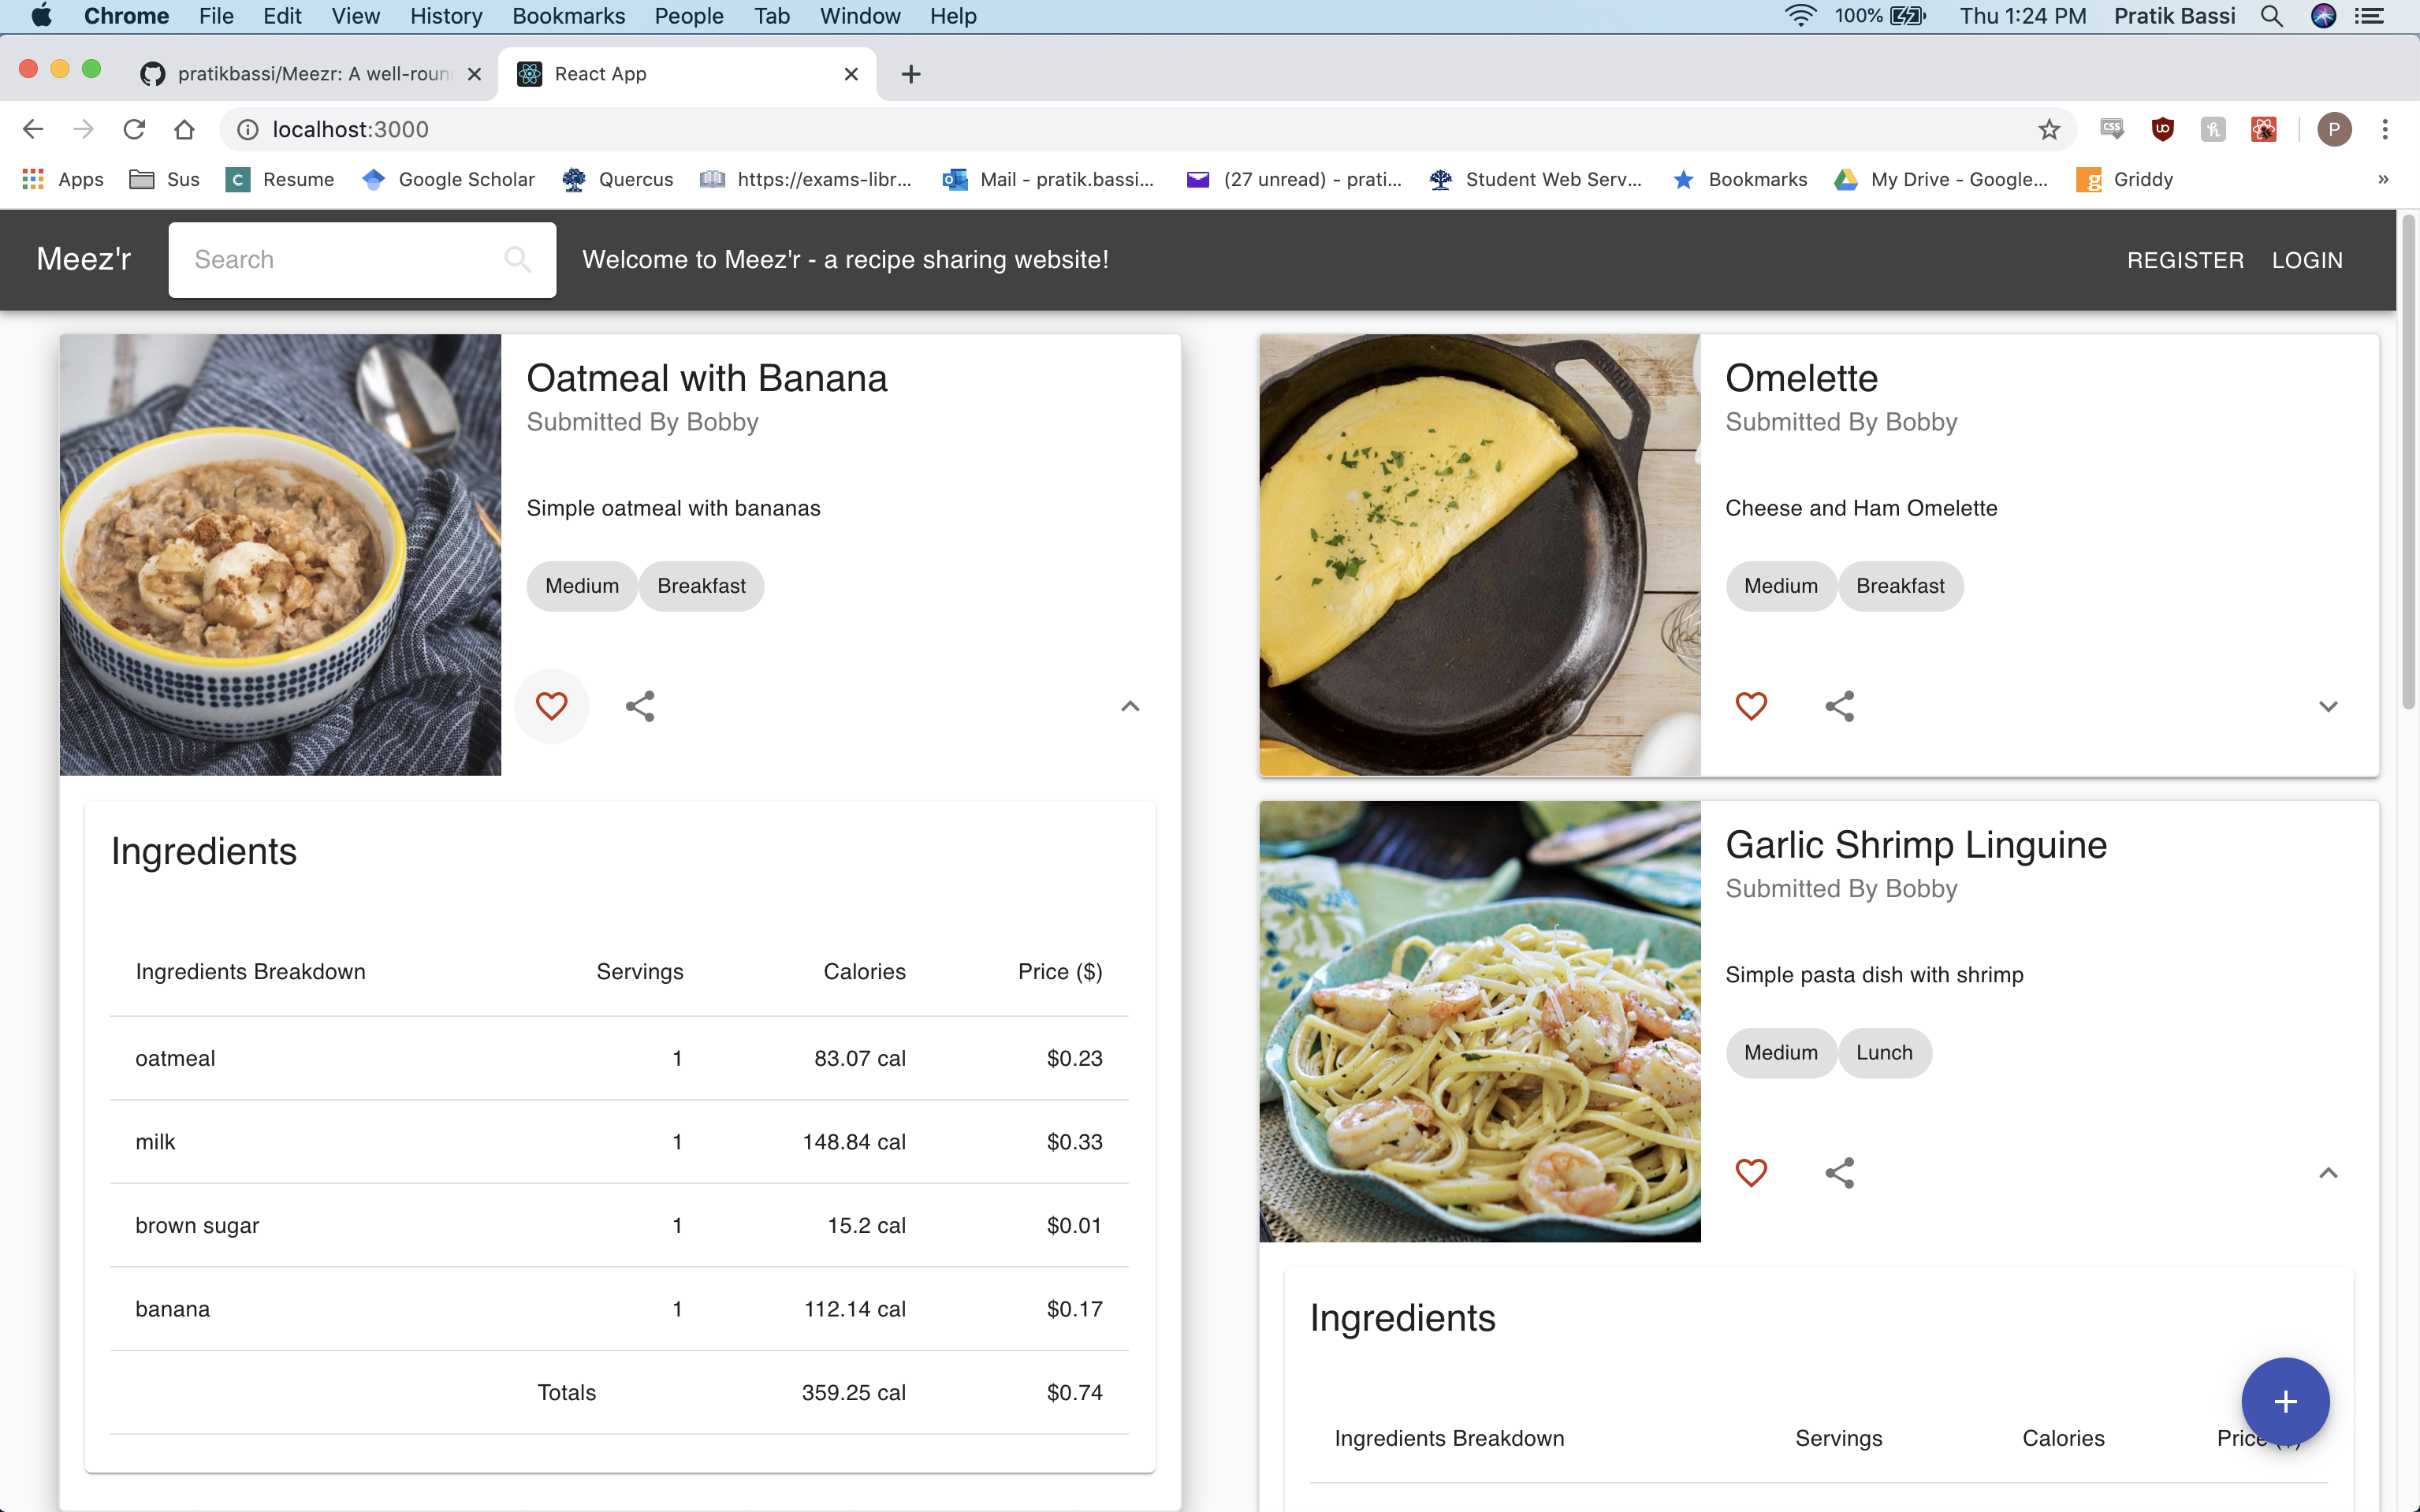 Chrome File Edit View History Bookmarks People Tab Window Help 100% Thu 1:24 PM Pratik Bassi
pratikbassi/Meezr: A well-roun React App
localhost:3000 P
Apps Sus Resume Google Scholar Quercus https://exams-libr... Mail - pratik.bassi... (27 unread) - prati... Student Web Serv... Bookmarks My Drive - Google... Griddy »
Meez'r Search Welcome to Meez'r - a recipe sharing website! REGISTER LOGIN
Oatmeal with Banana
Submitted By Bobby
Simple oatmeal with bananas
Medium Breakfast
Ingredients
Ingredients Breakdown Servings Calories Price ($)
oatmeal 1 83.07 cal $0.23
milk 1 148.84 cal $0.33
brown sugar 1 15.2 cal $0.01
banana 1 112.14 cal $0.17
Totals 359.25 cal $0.74
Omelette
Submitted By Bobby
Cheese and Ham Omelette
Medium Breakfast
Garlic Shrimp Linguine
Submitted By Bobby
Simple pasta dish with shrimp
Medium Lunch
Ingredients
Ingredients Breakdown Servings Calories Price